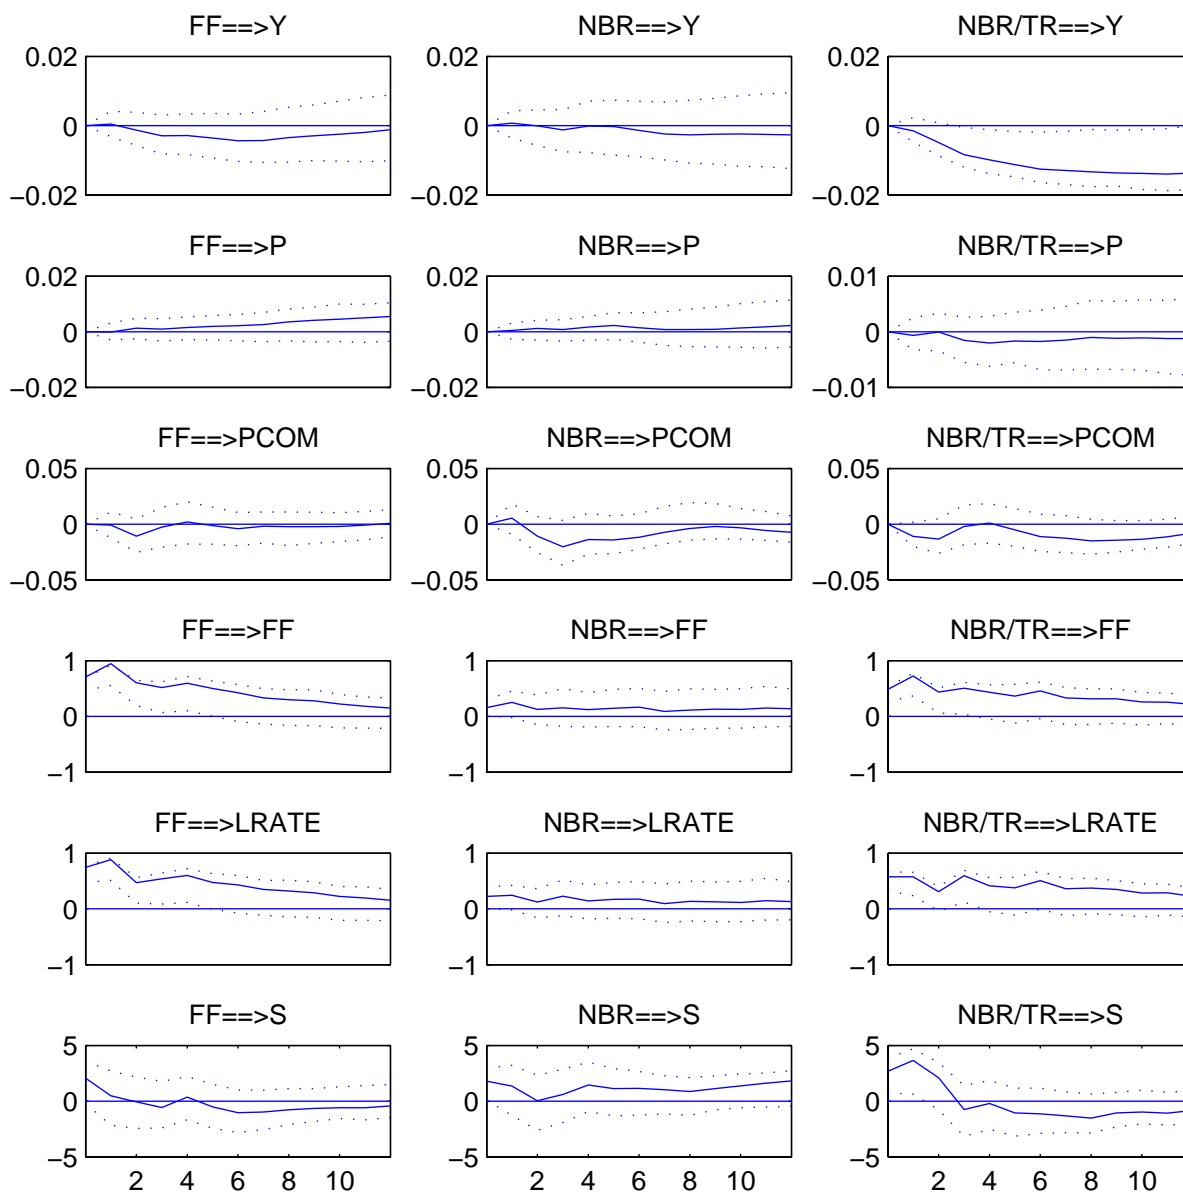 FF==>Y NBR==>Y NBR/TR==>Y
0.02 0.02 0.02
0 0 0
−0.02 −0.02 −0.02
FF==>P NBR==>P NBR/TR==>P
0.02 0.02 0.01
0 0 0
−0.02 −0.02 −0.01
FF==>PCOM NBR==>PCOM NBR/TR==>PCOM
0.05 0.05 0.05
0 0 0
−0.05 −0.05 −0.05
FF==>FF NBR==>FF NBR/TR==>FF
1 1 1
0 0 0
−1 −1 −1
FF==>LRATE NBR==>LRATE NBR/TR==>LRATE
1 1 1
0 0 0
−1 −1 −1
FF==>S NBR==>S NBR/TR==>S
5 5 5
0 0 0
−5 −5 −5
2 4 6 8 10 2 4 6 8 10 2 4 6 8 10